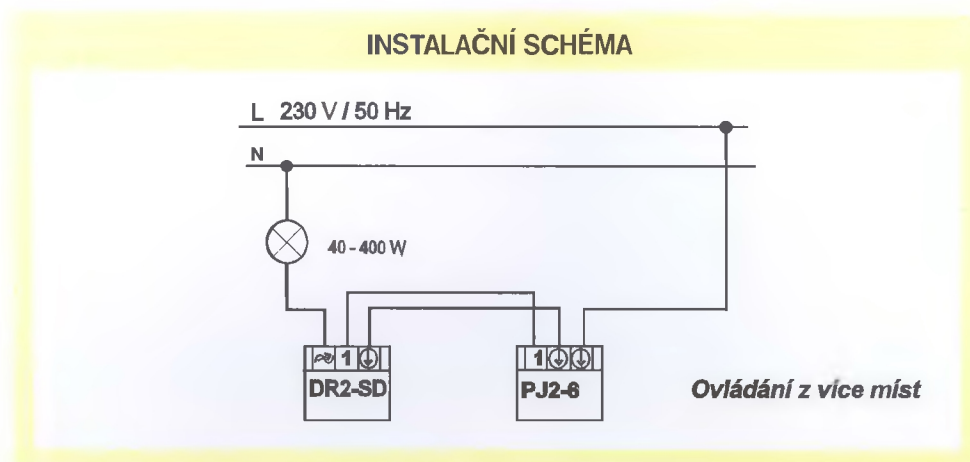 INSTALAČNÍ SCHÉMA
L 230 V / 50 Hz
N
40 - 400 W
1
1
DR2-SD
PJ2-6
Ovládání z více míst